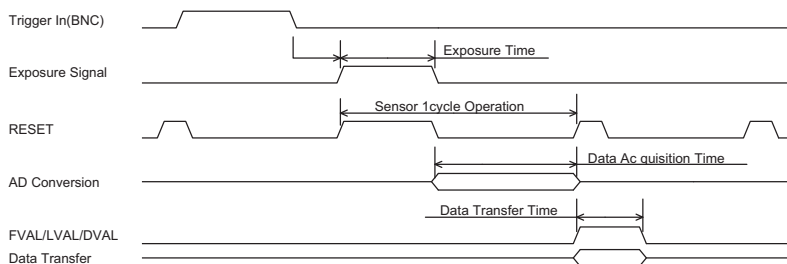 Trigger In(BNC)
Exposure Time
Exposure Signal
Sensor 1cycle Operation
RESET
Data Ac quisition Time
AD Conversion
Data Transfer Time
FVAL/LVAL/DVAL
Data Transfer